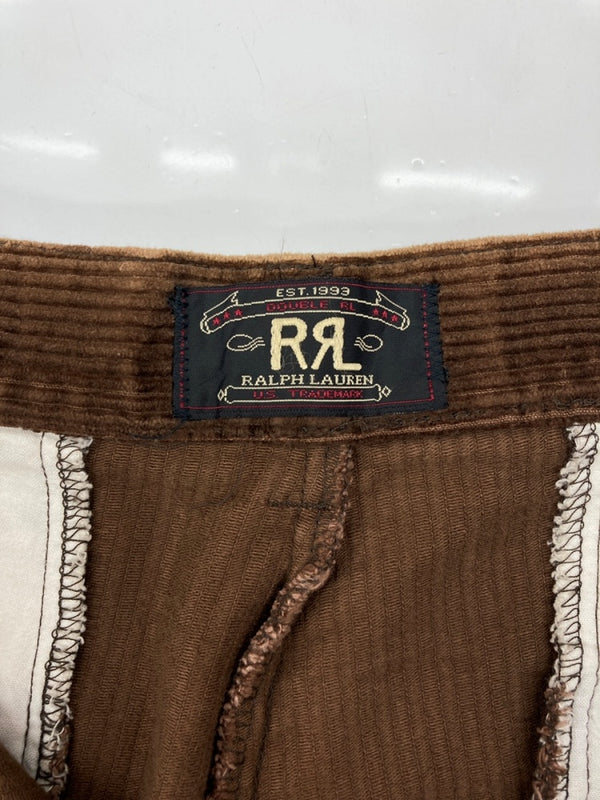 EST. 1993
DOUBLE RL
RRL
RALPH LAUREN
U.S. TRADEMARK